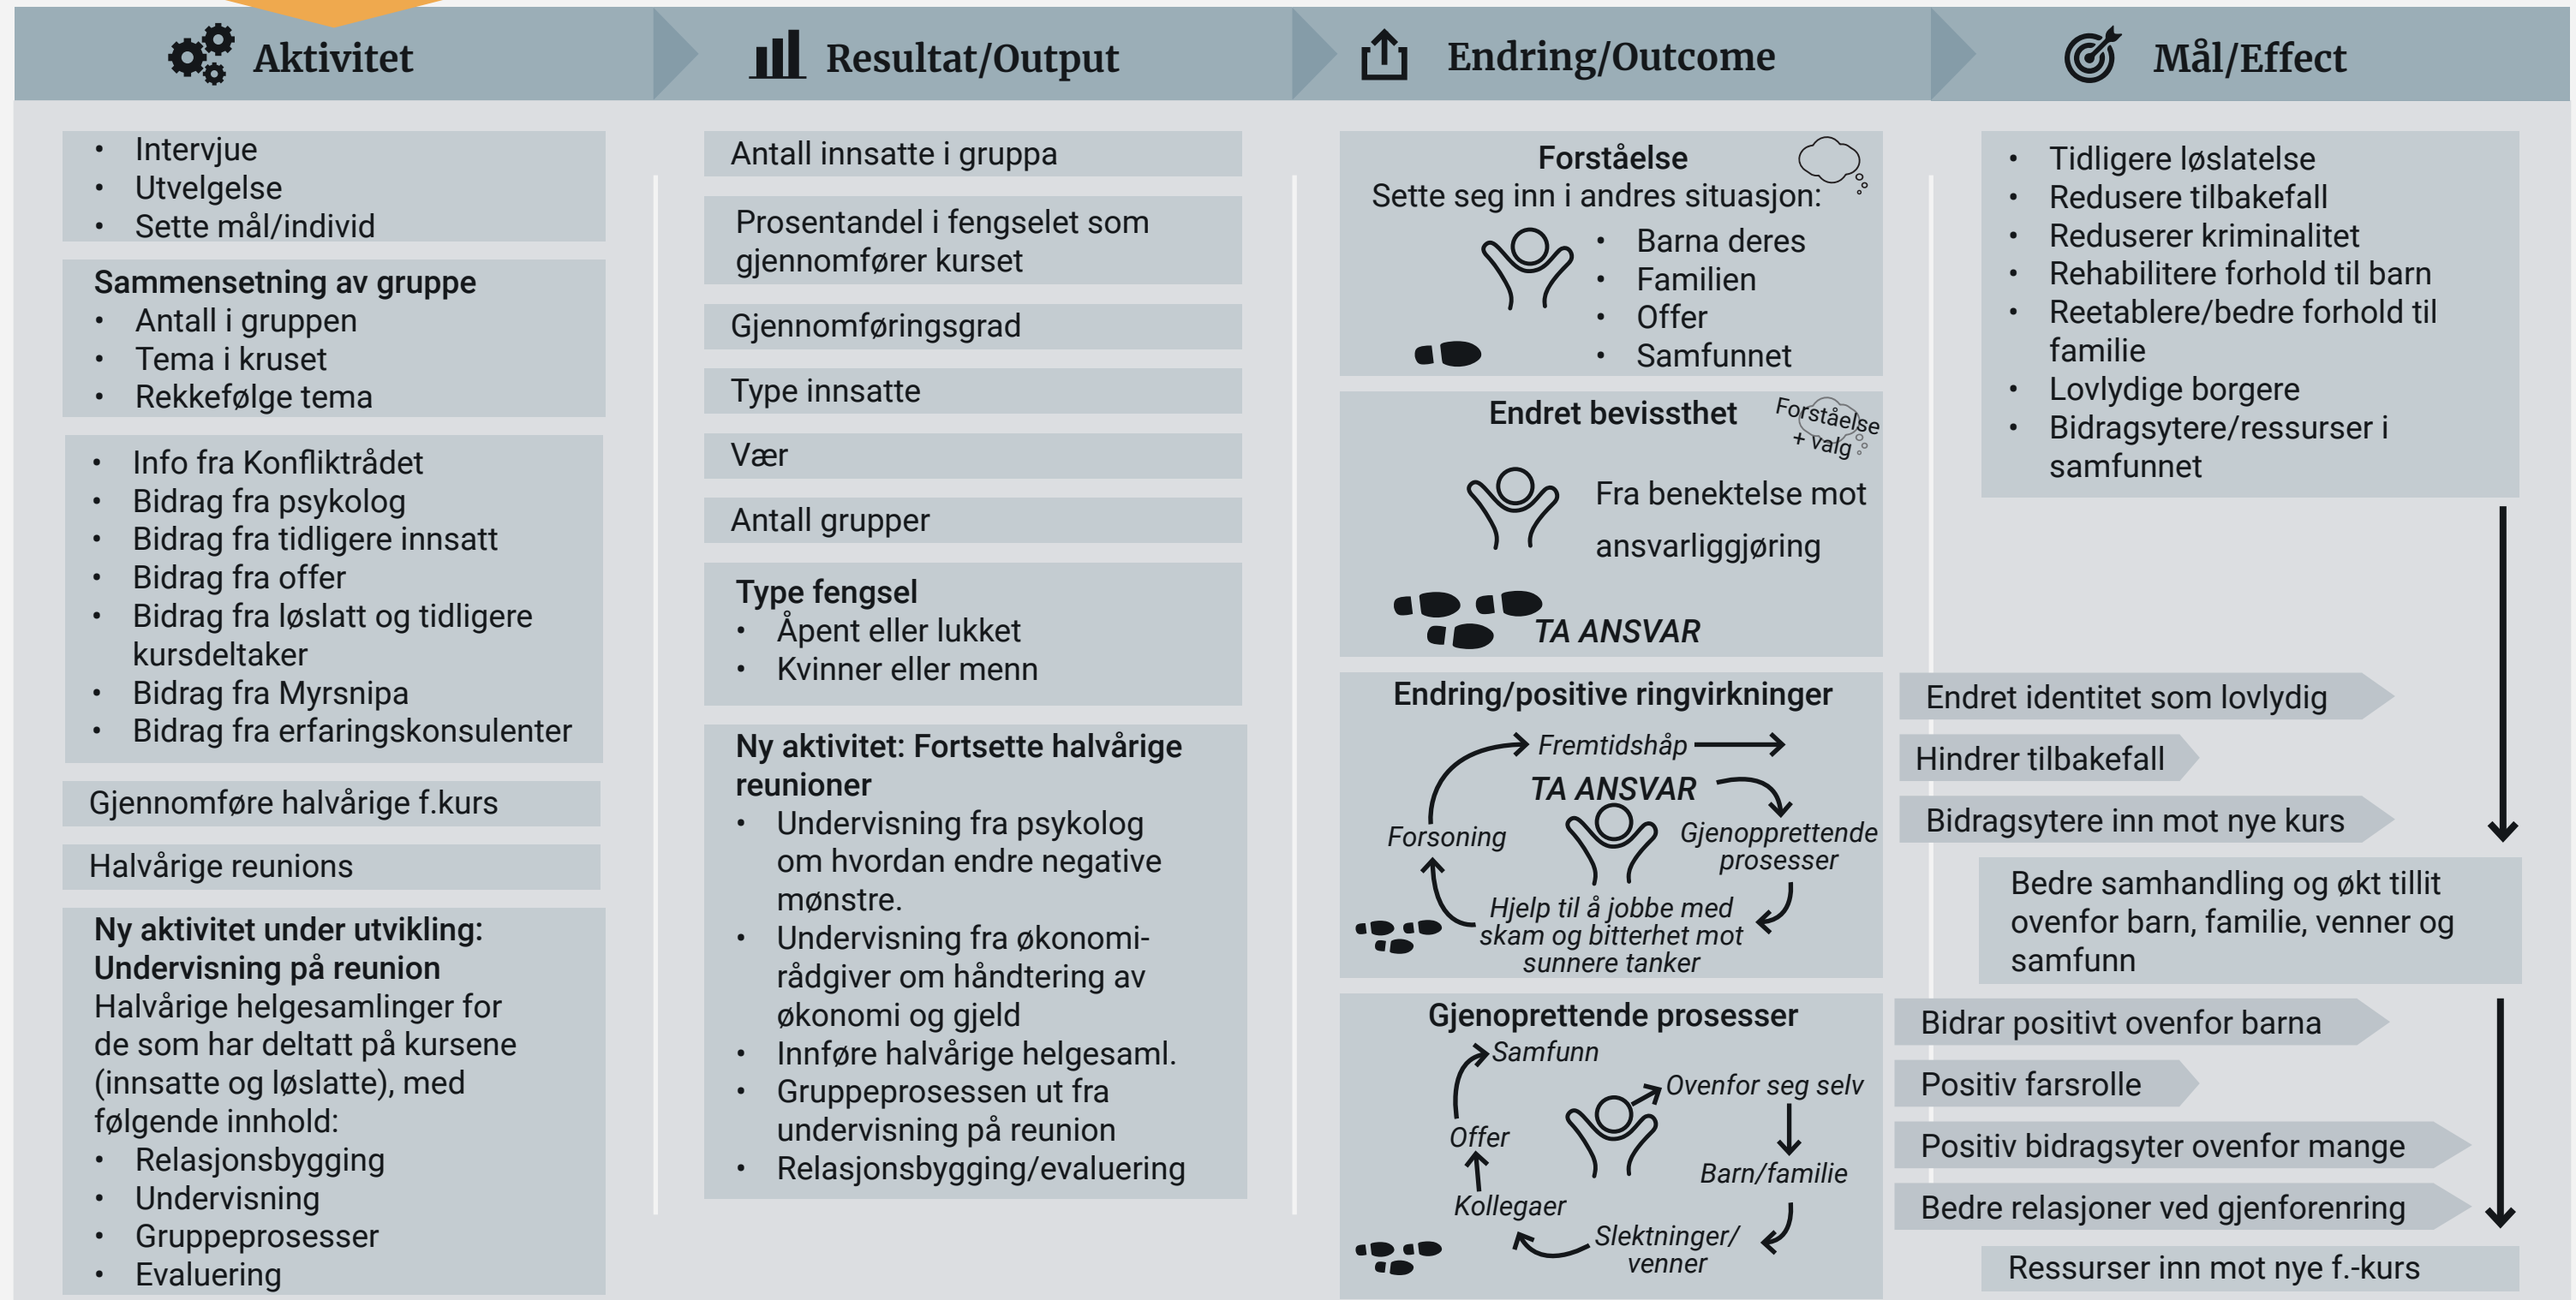 Aktivitet
Resultat/Output
Endring/Outcome
Mål/Effect
• Intervjue
• Utvelgelse
• Sette mål/individ
Sammensetning av gruppe
• Antall i gruppen
• Tema i kruset
• Rekkefølge tema
• Info fra Konfliktrådet
• Bidrag fra psykolog
• Bidrag fra tidligere innsatt
• Bidrag fra offer
• Bidrag fra løslatt og tidligere
kursdeltaker
• Bidrag fra Myrsnipa
• Bidrag fra erfaringskonsulenter
Gjennomføre halvårige f.kurs
Halvårige reunions
Ny aktivitet under utvikling:
Undervisning på reunion
Halvårige helgesamlinger for
de som har deltatt på kursene
(innsatte og løslatte), med
følgende innhold:
• Relasjonsbygging
• Undervisning
• Gruppeprosesser
• Evaluering
Antall innsatte i gruppa
Prosentandel i fengselet som
gjennomfører kurset
Gjennomføringsgrad
Type innsatte
Vær
Antall grupper
Type fengsel
• Åpent eller lukket
• Kvinner eller menn
Ny aktivitet: Fortsette halvårige
reunioner
• Undervisning fra psykolog
om hvordan endre negative
mønstre.
• Undervisning fra økonomi-
rådgiver om håndtering av
økonomi og gjeld
• Innføre halvårige helgesaml.
• Gruppeprosessen ut fra
undervisning på reunion
• Relasjonsbygging/evaluering
Forståelse
Sette seg inn i andres situasjon:
• Barna deres
• Familien
• Offer
• Samfunnet
Endret bevissthet
Forståelse
+ valg
Fra benektelse mot
ansvarliggjøring
TA ANSVAR
Endring/positive ringvirkninger
Fremtidshåp
TA ANSVAR
Forsoning
Gjenopprettende
prosesser
Hjelp til å jobbe med
skam og bitterhet mot
sunnere tanker
Gjenoprettende prosesser
Samfunn
Ovenfor seg selv
Offer
Barn/familie
Kollegaer
Slektninger/
venner
• Tidligere løslatelse
• Redusere tilbakefall
• Reduserer kriminalitet
• Rehabilitere forhold til barn
• Reetablere/bedre forhold til
familie
• Lovlydige borgere
• Bidragsytere/ressurser i
samfunnet
Endret identitet som lovlydig
Hindrer tilbakefall
Bidragsytere inn mot nye kurs
Bedre samhandling og økt tillit
ovenfor barn, familie, venner og
samfunn
Bidrar positivt ovenfor barna
Positiv farsrolle
Positiv bidragsyter ovenfor mange
Bedre relasjoner ved gjenforenring
Ressurser inn mot nye f.-kurs